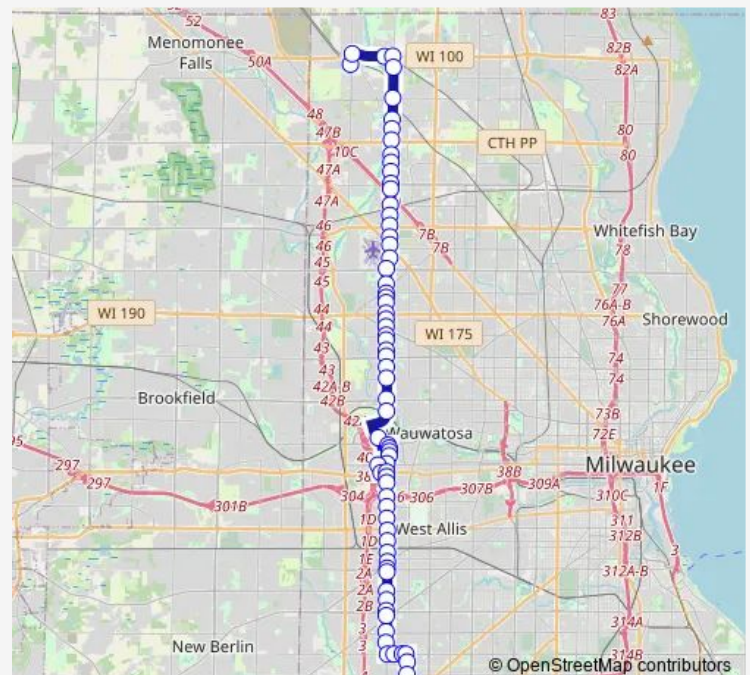 52
83
Menomonee
Falls
50A
WI 100
82B
82A
48
47B
10C
CTH PP
80
80
47A
47A
46
7B
7B
Whitefish Bay
78
46
45
45
77
WI 190
44
44
76A-B
76A
Shorewood
WI 175
43
43
74
74
42A-B
42B
Brookfield
73B
42
Wauwatosa
72E
95
297
297
38B
309A
Milwaukee
1F
301B
304
6
306
307B
310C
1D
West Allis
311
312B
1D
1E
2A
2A
2B
3
312A-B
3
3
314A
New Berlin
314B
© OpenStreetMap contributors